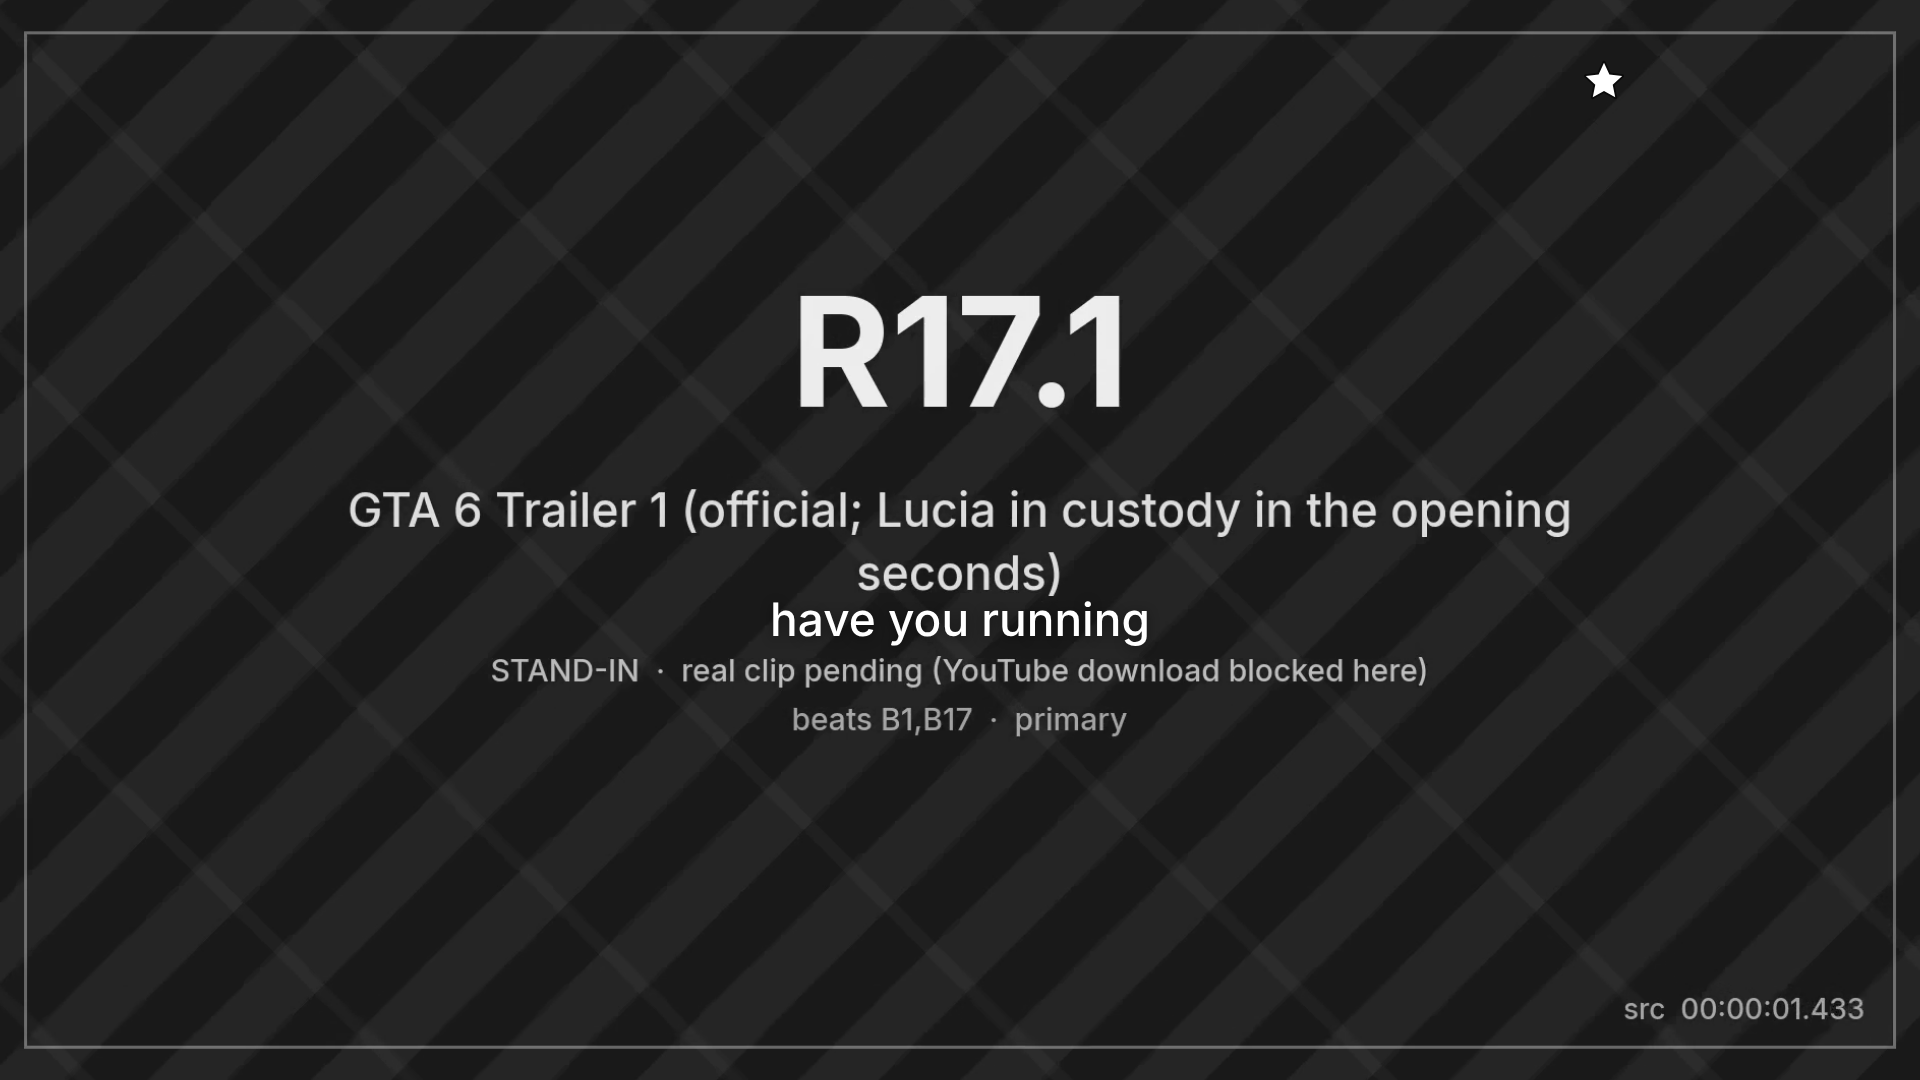 R17.1
GTA 6 Trailer 1 (official; Lucia in custody in the opening
seconds)
have you running
STAND-IN · real clip pending (YouTube download blocked here)
beats B1,B17 · primary
src 00:00:01.433